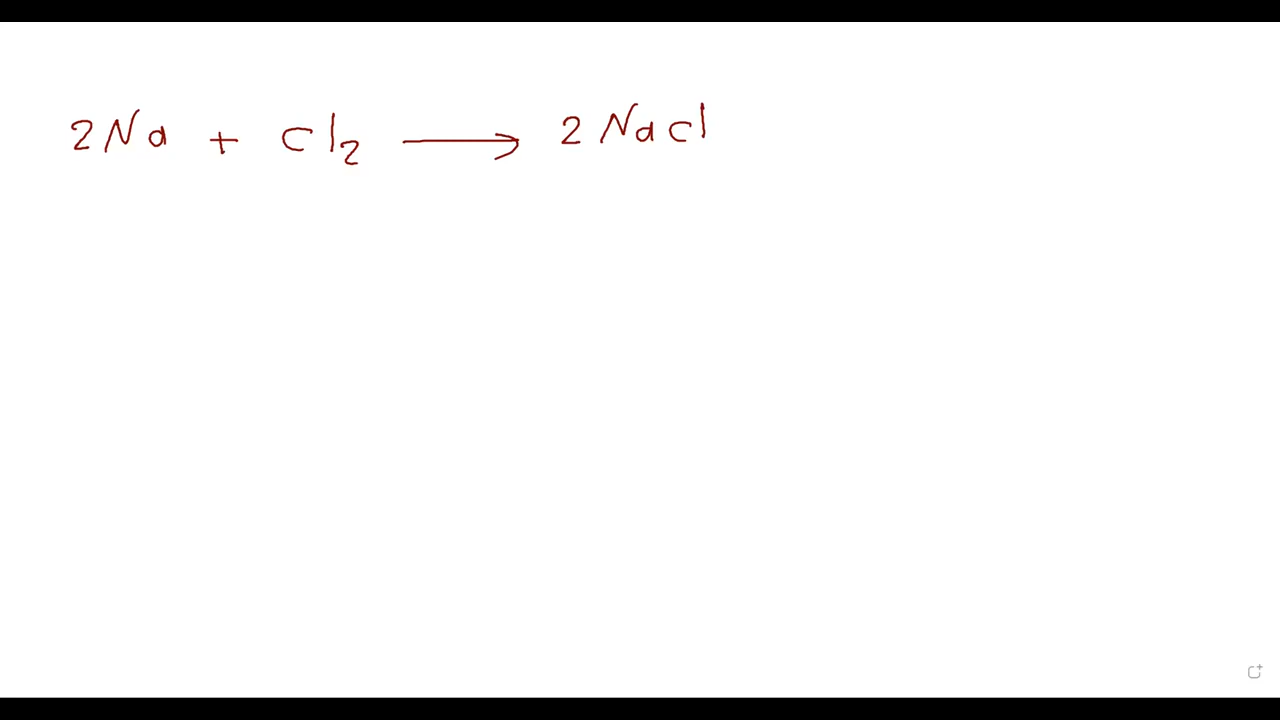 2Na + Cl₂ ⟶ 2NaCl